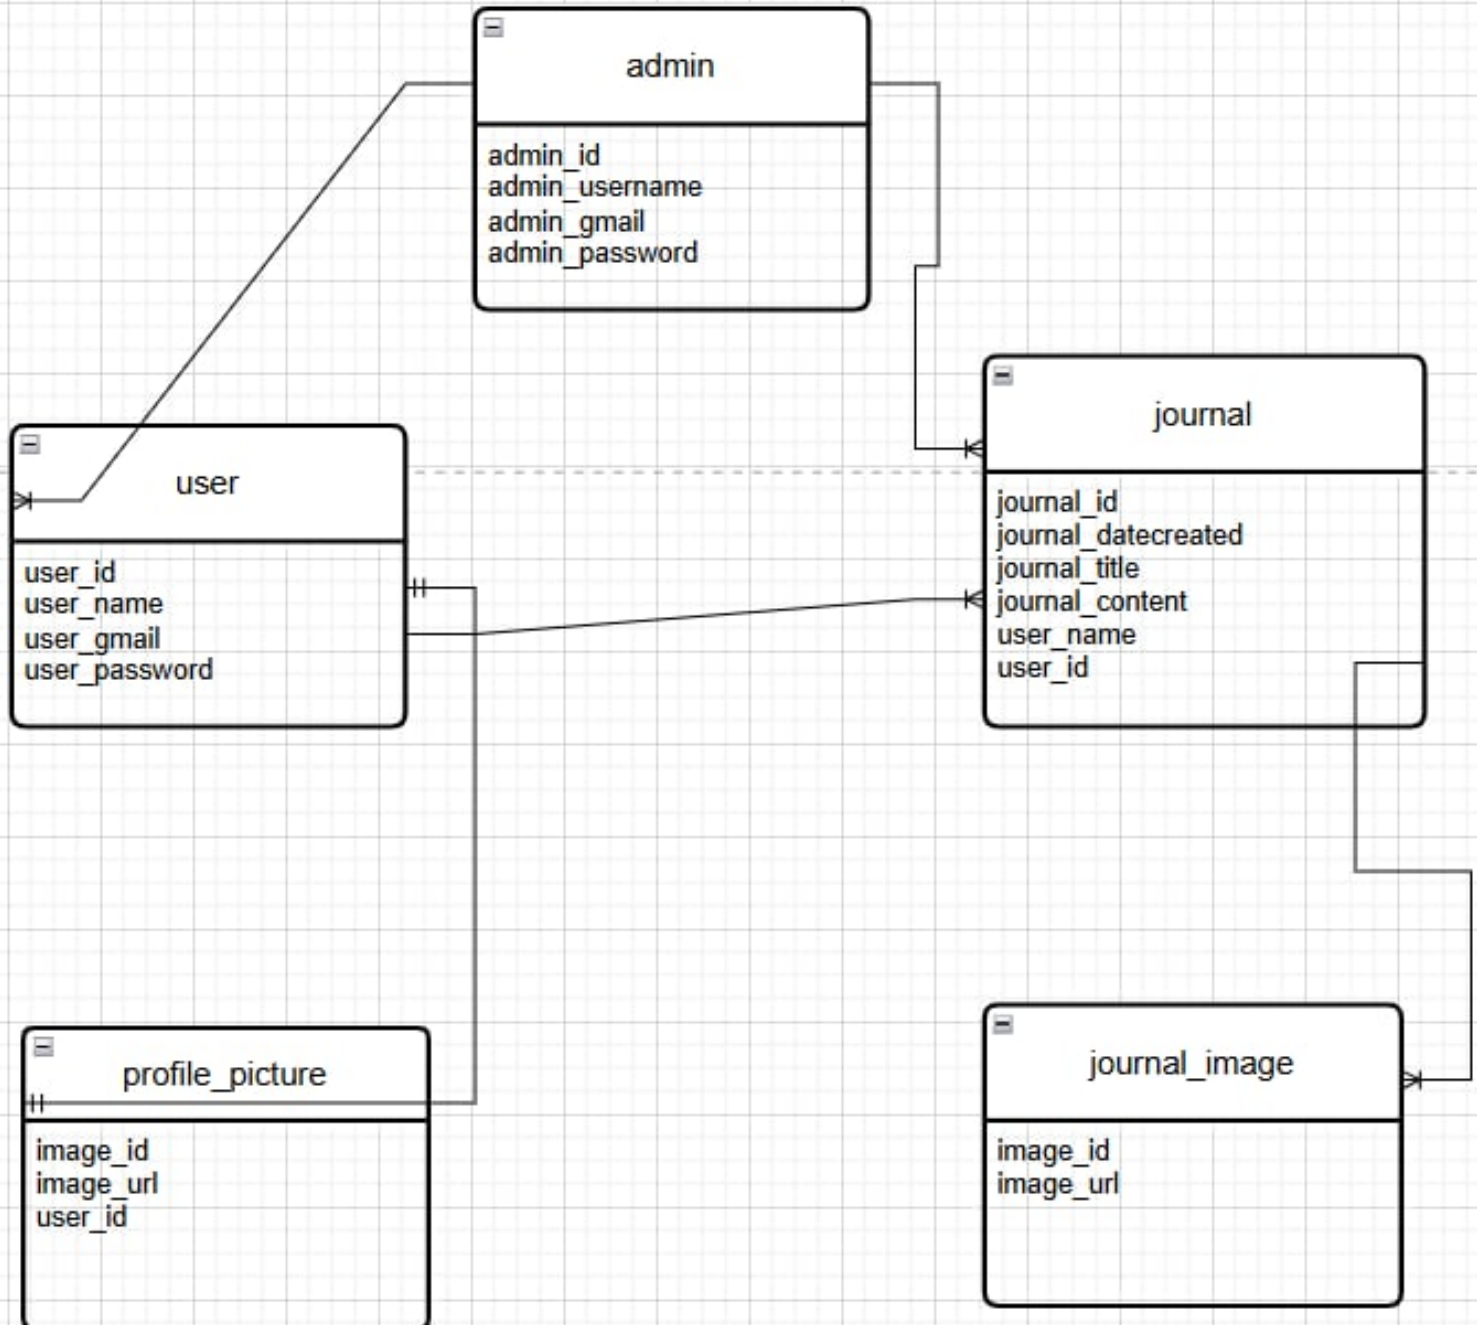 admin
admin_id
admin_username
admin_gmail
admin_password
journal
journal_id
journal_datecreated
journal_title
journal_content
user_name
user_id
user
user_id
user_name
user_gmail
user_password
profile_picture
image_id
image_url
user_id
journal_image
image_id
image_url